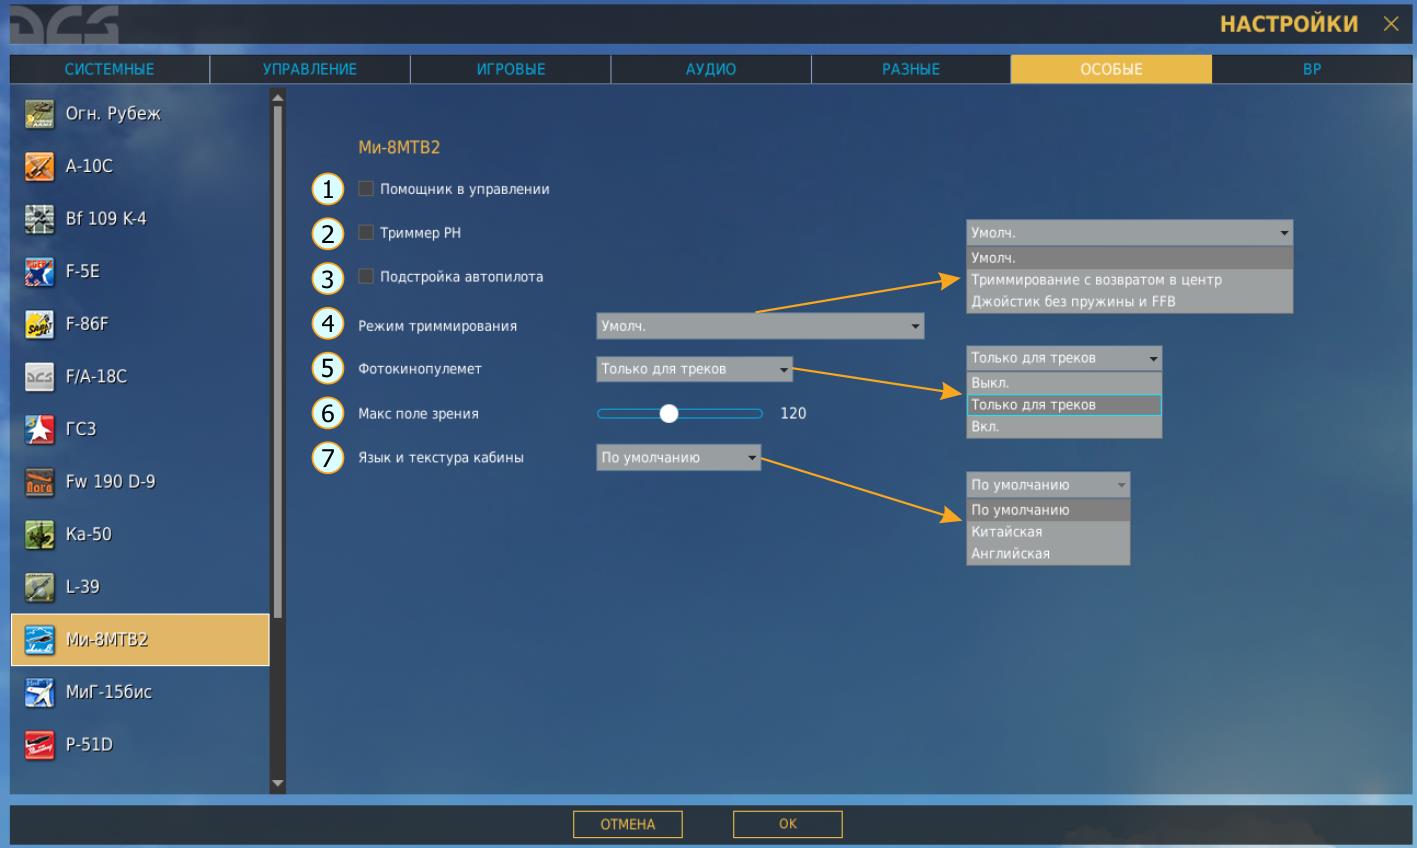 DCS
НАСТРОЙКИ
СИСТЕМНЫЕ
УПРАВЛЕНИЕ
ИГРОВЫЕ
АУДИО
РАЗНЫЕ
ОСОБЫЕ
ВР
Огн. Рубеж
A-10C
Bf 109 K-4
F-5E
F-86F
F/A-18C
ГС3
Fw 190 D-9
Ка-50
L-39
Ми-8МТВ2
МиГ-15бис
P-51D
Ми-8МТВ2
1 Помощник в управлении
2 Триммер РН
3 Подстройка автопилота
4 Режим триммирования Умолч.
5 Фотокинопулемет Только для треков
6 Макс поле зрения 120
7 Язык и текстура кабины По умолчанию
Умолч.
Умолч.
Триммирование с возвратом в центр
Джойстик без пружины и FFB
Только для треков
Выкл.
Только для треков
Вкл.
По умолчанию
По умолчанию
Китайская
Английская
ОТМЕНА
OK